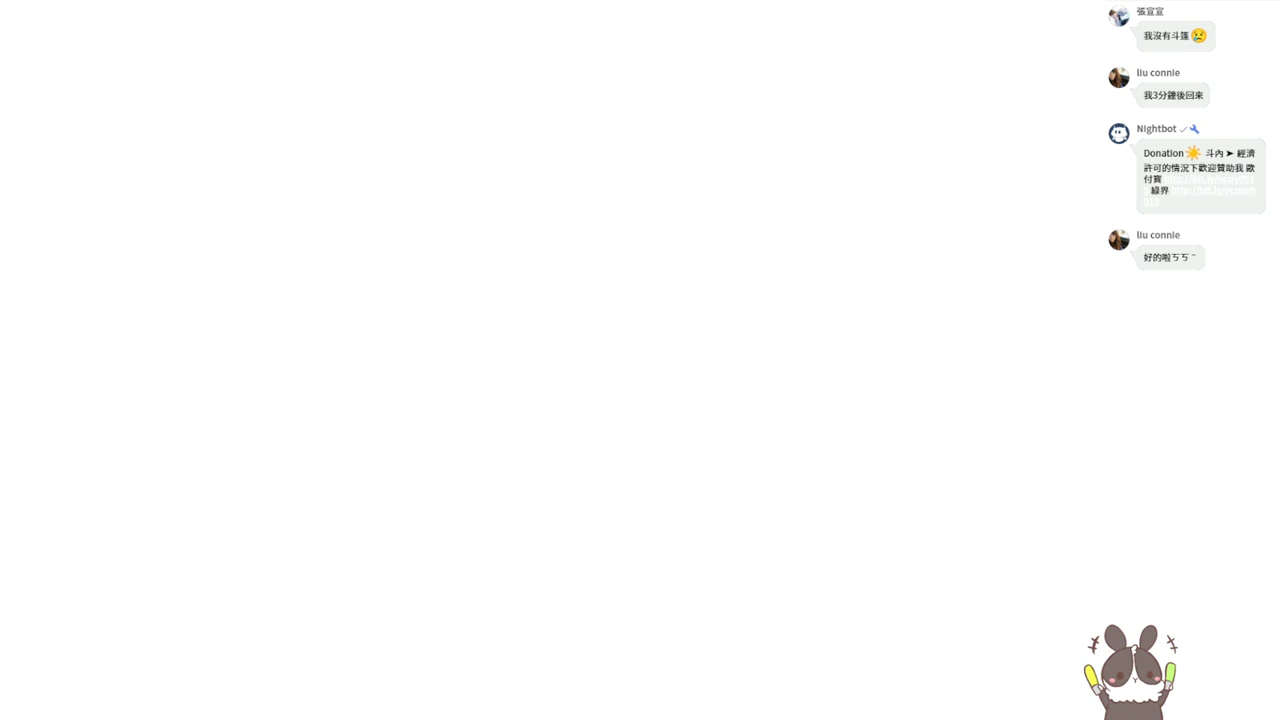 張宣宣
我沒有斗篷😢
liu connie
我3分鐘後回來
Nightbot
Donation☀️ 斗內 ➤ 經濟
許可的情況下歡迎贊助我 歐
付寶
綠界
liu connie
好的啦ㄎㄎ